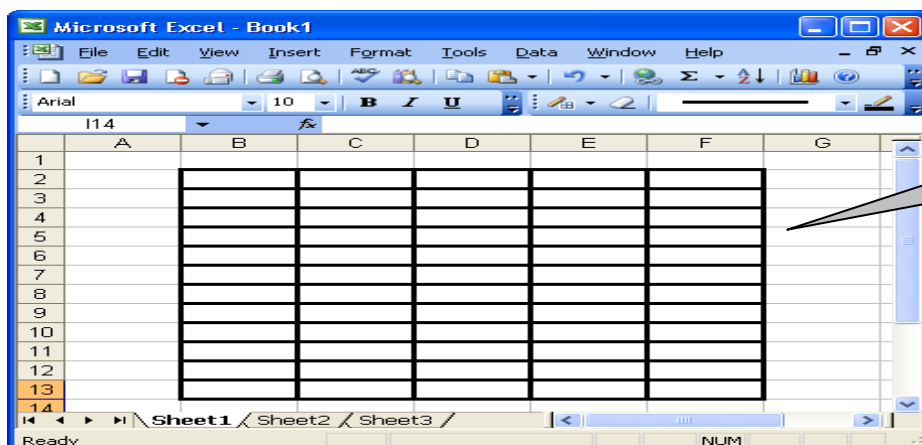 Microsoft Excel - Book1
File Edit View Insert Format Tools Data Window Help
ABC Σ A Z
Arial 10 B I U
I14 fx
A B C D E F G
1
2
3
4
5
6
7
8
9
10
11
12
13
14
Sheet1 Sheet2 Sheet3
Ready NUM